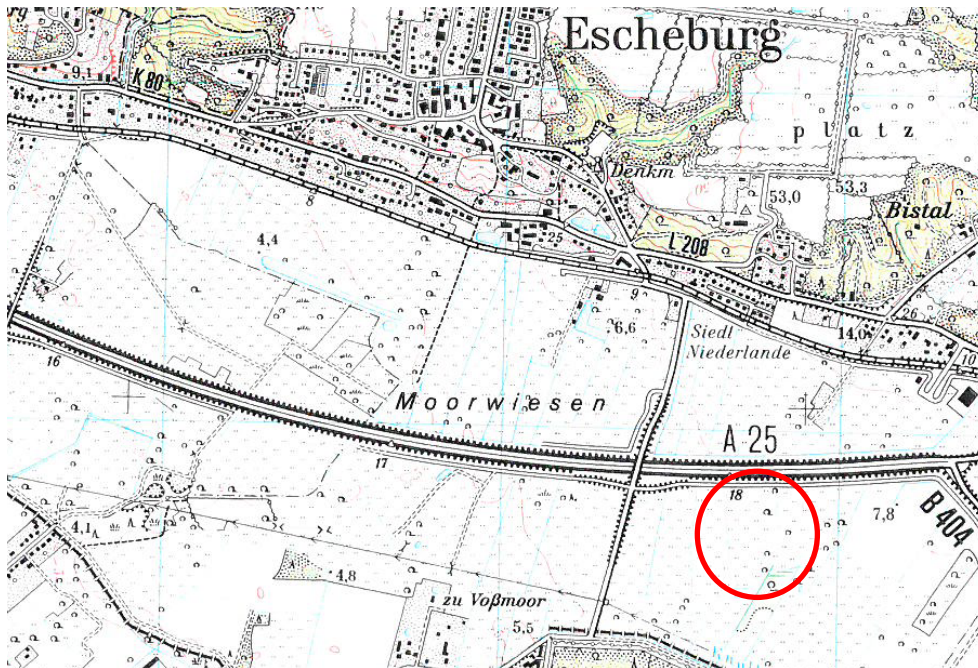 Escheburg
9,1
K 80
platz
Denkm
53,0
53,3
Bistal
8
4,4
25
L 208
9
6,6
26
14,0
10
Siedl
Niederlande
16
Moorwiesen
A 25
17
18
7,8
B 404
4,1
4,8
zu Voßmoor
5,5